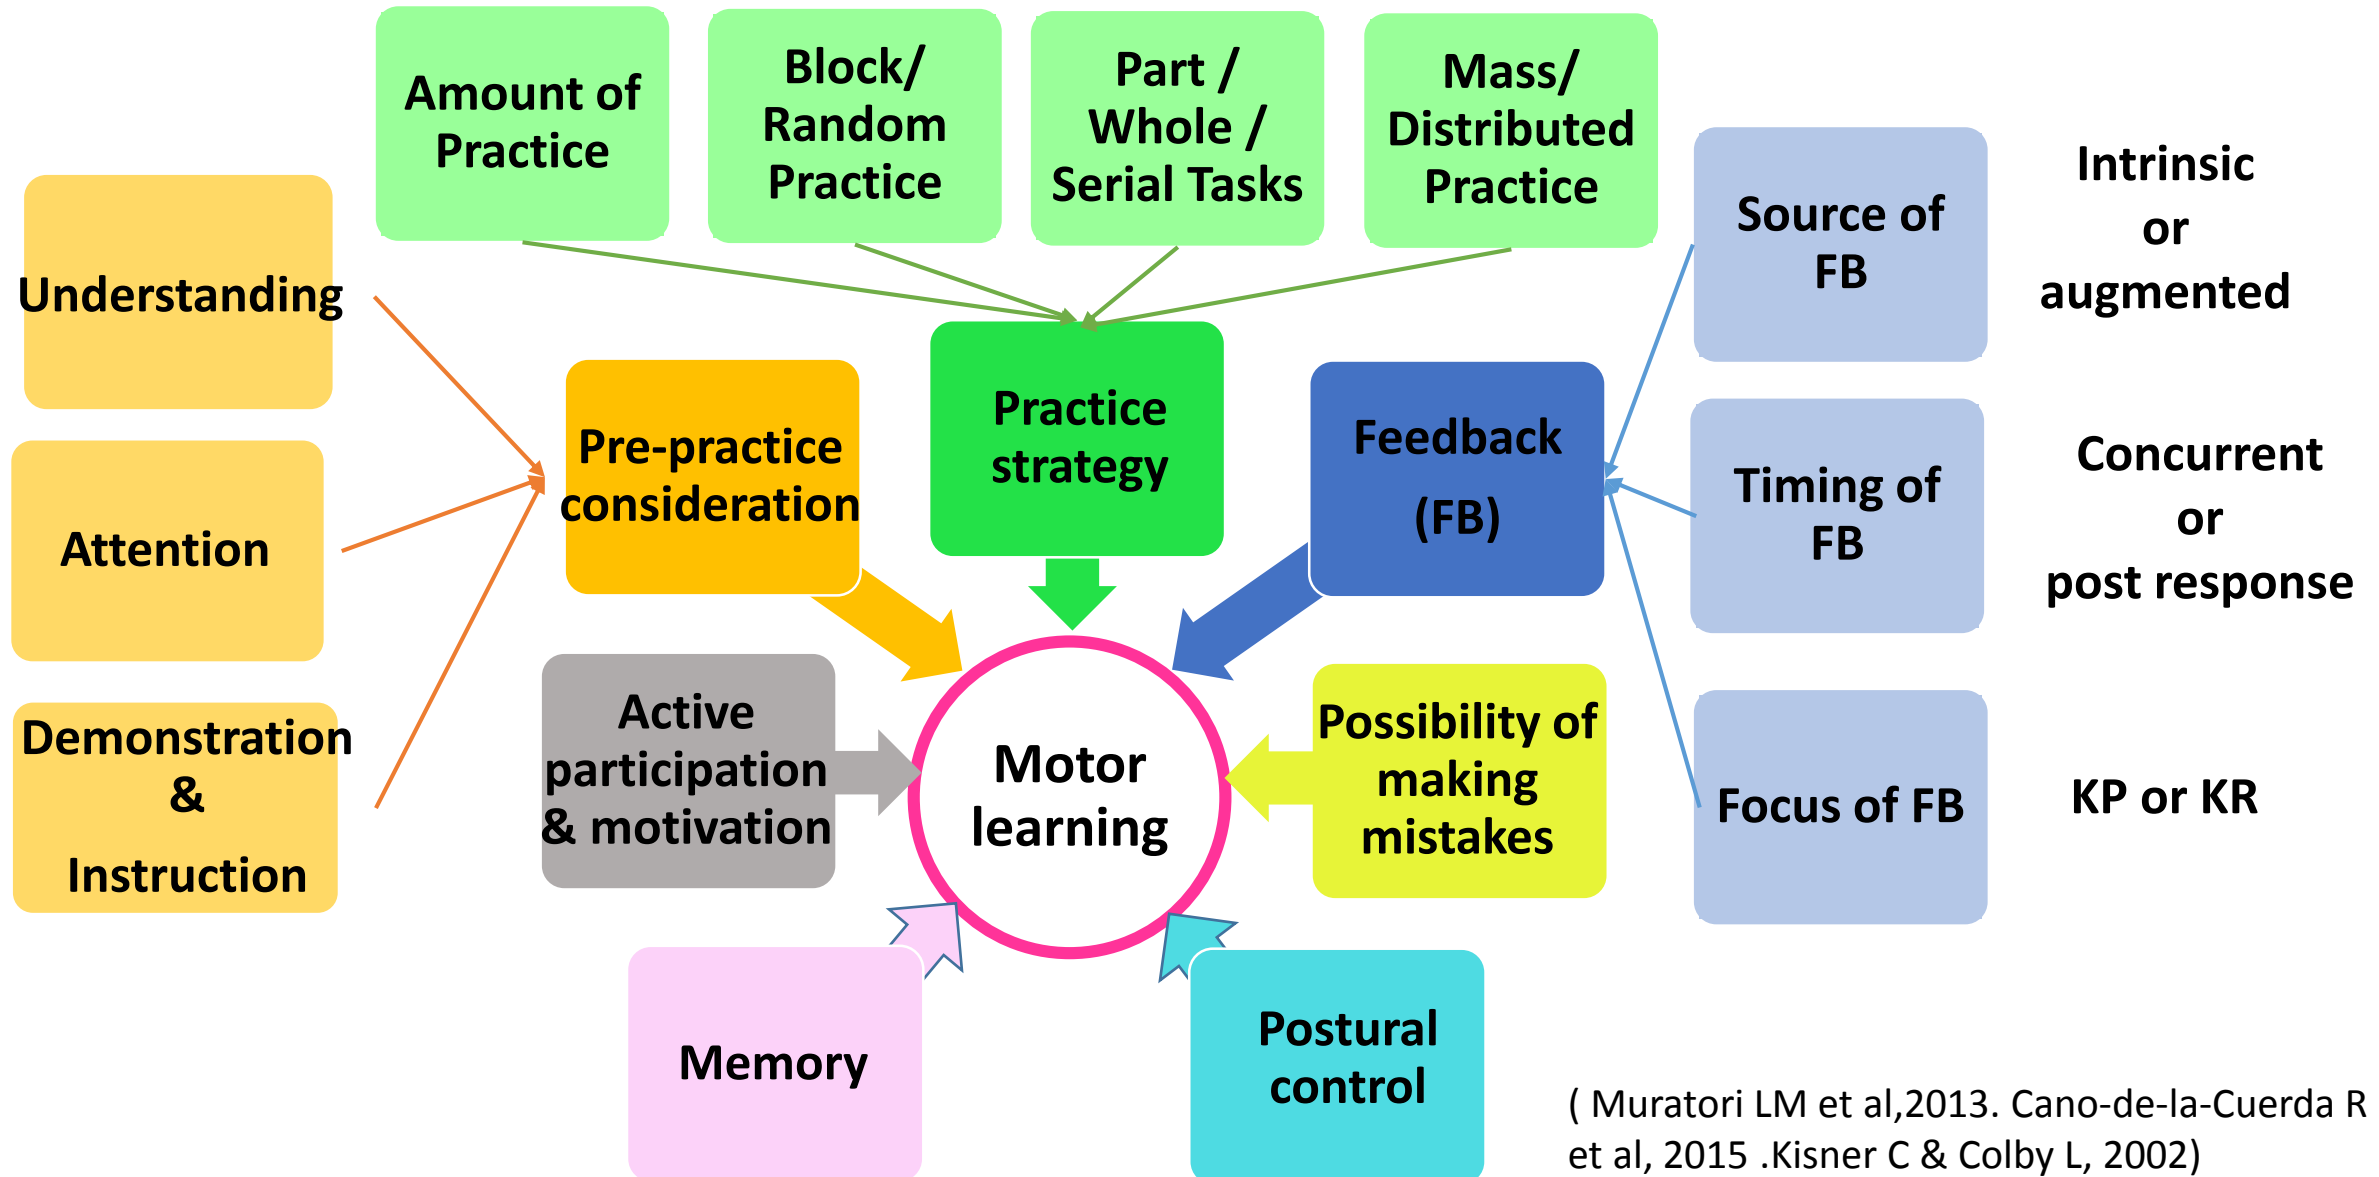 Amount of
Practice
Block/
Random
Practice
Part /
Whole /
Serial Tasks
Mass/
Distributed
Practice
Understanding
Attention
Demonstration
&
Instruction
Pre-practice
consideration
Practice
strategy
Feedback
(FB)
Source of
FB
Intrinsic
or
augmented
Timing of
FB
Concurrent
or
post response
Focus of FB
KP or KR
Active
participation
& motivation
Motor
learning
Possibility of
making
mistakes
Memory
Postural
control
( Muratori LM et al,2013. Cano-de-la-Cuerda R
et al, 2015 .Kisner C & Colby L, 2002)